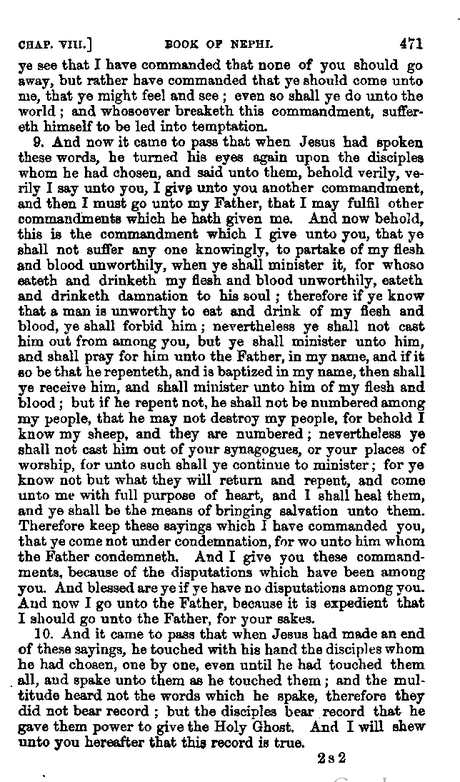 CHAP. VIII.] BOOK OF NEPHI. 471
ye see that I have commanded that none of you should go
away, but rather have commanded that ye should come unto
me, that ye might feel and see ; even so shall ye do unto the
world ; and whosoever breaketh this commandment, suffer-
eth himself to be led into temptation.
9. And now it came to pass that when Jesus had spoken
these words, he turned his eyes again upon the disciples
whom he had chosen, and said unto them, behold verily, ve-
rily I say unto you, I give unto you another commandment,
and then I must go unto my Father, that I may fulfil other
commandments which he hath given me. And now behold,
this is the commandment which I give unto you, that ye
shall not suffer any one knowingly, to partake of my flesh
and blood unworthily, when ye shall minister it, for whoso
eateth and drinketh my flesh and blood unworthily, eateth
and drinketh damnation to his soul ; therefore if ye know
that a man is unworthy to eat and drink of my flesh and
blood, ye shall forbid him ; nevertheless ye shall not cast
him out from among you, but ye shall minister unto him,
and shall pray for him unto the Father, in my name, and if it
so be that he repenteth, and is baptized in my name, then shall
ye receive him, and shall minister unto him of my flesh and
blood ; but if he repent not, he shall not be numbered among
my people, that he may not destroy my people, for behold I
know my sheep, and they are numbered ; nevertheless ye
shall not cast him out of your synagogues, or your places of
worship, for unto such shall ye continue to minister ; for ye
know not but what they will return and repent, and come
unto me with full purpose of heart, and I shall heal them,
and ye shall be the means of bringing salvation unto them.
Therefore keep these sayings which I have commanded you,
that ye come not under condemnation, for wo unto him whom
the Father condemneth. And I give you these command-
ments, because of the disputations which have been among
you. And blessed are ye if ye have no disputations among you.
And now I go unto the Father, because it is expedient that
I should go unto the Father, for your sakes.
10. And it came to pass that when Jesus had made an end
of these sayings, he touched with his hand the disciples whom
he had chosen, one by one, even until he had touched them
all, and spake unto them as he touched them ; and the mul-
titude heard not the words which he spake, therefore they
did not bear record ; but the disciples bear record that he
gave them power to give the Holy Ghost. And I will shew
unto you hereafter that this record is true.
2 s 2